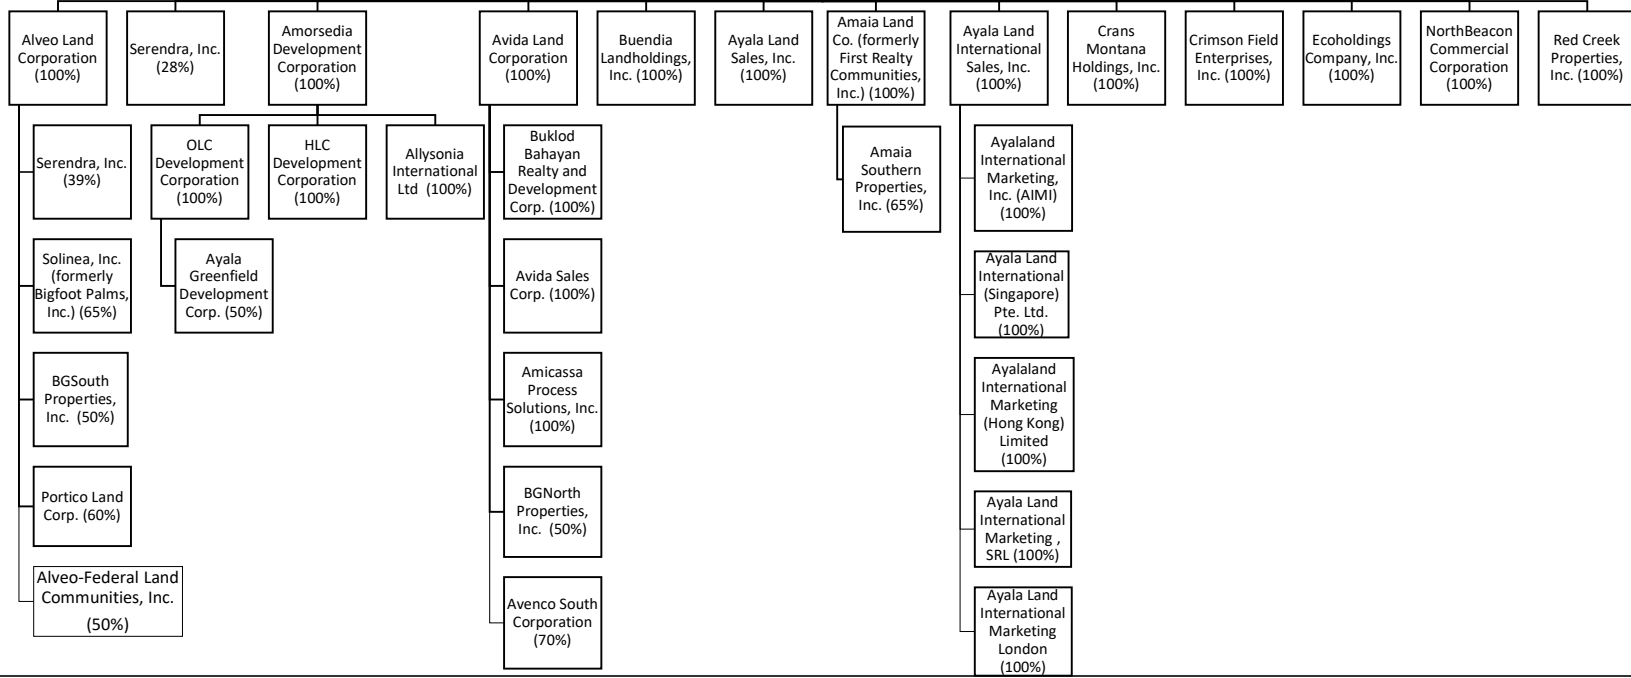 Alveo Land
Corporation
(100%)
Serendra, Inc.
(28%)
Amorsedia
Development
Corporation
(100%)
Avida Land
Corporation
(100%)
Buendia
Landholdings,
Inc. (100%)
Ayala Land
Sales, Inc.
(100%)
Amaia Land
Co. (formerly
First Realty
Communities,
Inc.) (100%)
Ayala Land
International
Sales, Inc.
(100%)
Crans
Montana
Holdings, Inc.
(100%)
Crimson Field
Enterprises,
Inc. (100%)
Ecoholdings
Company, Inc.
(100%)
NorthBeacon
Commercial
Corporation
(100%)
Red Creek
Properties,
Inc. (100%)
Serendra, Inc.
(39%)
OLC
Development
Corporation
(100%)
HLC
Development
Corporation
(100%)
Allysonia
International
Ltd (100%)
Buklod
Bahayan
Realty and
Development
Corp. (100%)
Amaia
Southern
Properties,
Inc. (65%)
Ayalaland
International
Marketing,
Inc. (AIMI)
(100%)
Solinea, Inc.
(formerly
Bigfoot Palms,
Inc.) (65%)
Ayala
Greenfield
Development
Corp. (50%)
Avida Sales
Corp. (100%)
Ayala Land
International
(Singapore)
Pte. Ltd.
(100%)
BGSouth
Properties,
Inc. (50%)
Amicassa
Process
Solutions, Inc.
(100%)
Ayalaland
International
Marketing
(Hong Kong)
Limited
(100%)
Portico Land
Corp. (60%)
BGNorth
Properties,
Inc. (50%)
Ayala Land
International
Marketing ,
SRL (100%)
Alveo-Federal Land
Communities, Inc.
(50%)
Avenco South
Corporation
(70%)
Ayala Land
International
Marketing
London
(100%)